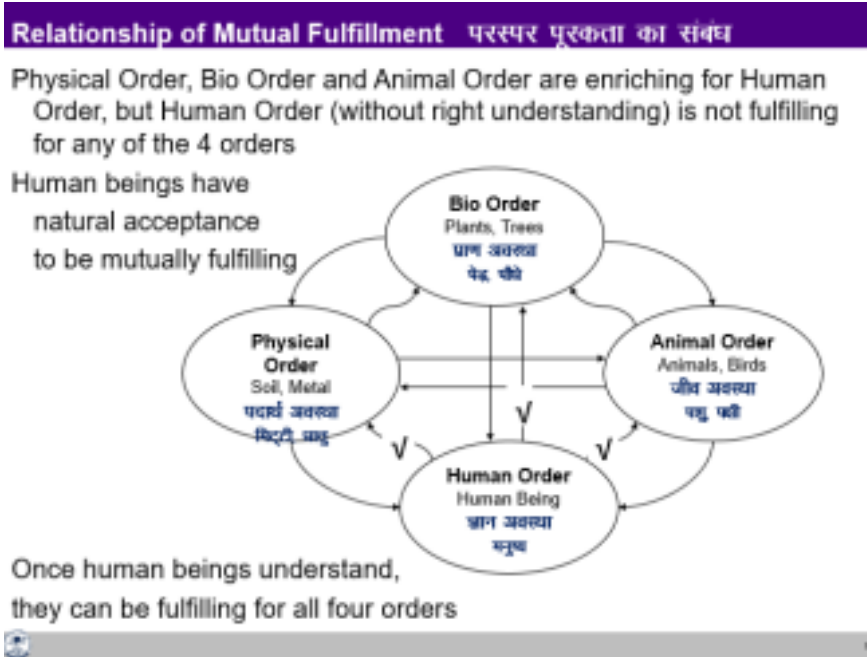 Relationship of Mutual Fulfillment परस्पर पूरकता का संबंध
Physical Order, Bio Order and Animal Order are enriching for Human
Order, but Human Order (without right understanding) is not fulfilling
for any of the 4 orders
Human beings have
natural acceptance
to be mutually fulfilling
Bio Order
Plants, Trees
प्राण अवस्था
पेड़, पौधे
Physical
Order
Soil, Metal
पदार्थ अवस्था
मिट्टी, धातु
Animal Order
Animals, Birds
जीव अवस्था
पशु, पक्षी
√
√
√
Human Order
Human Being
ज्ञान अवस्था
मनुष्य
Once human beings understand,
they can be fulfilling for all four orders